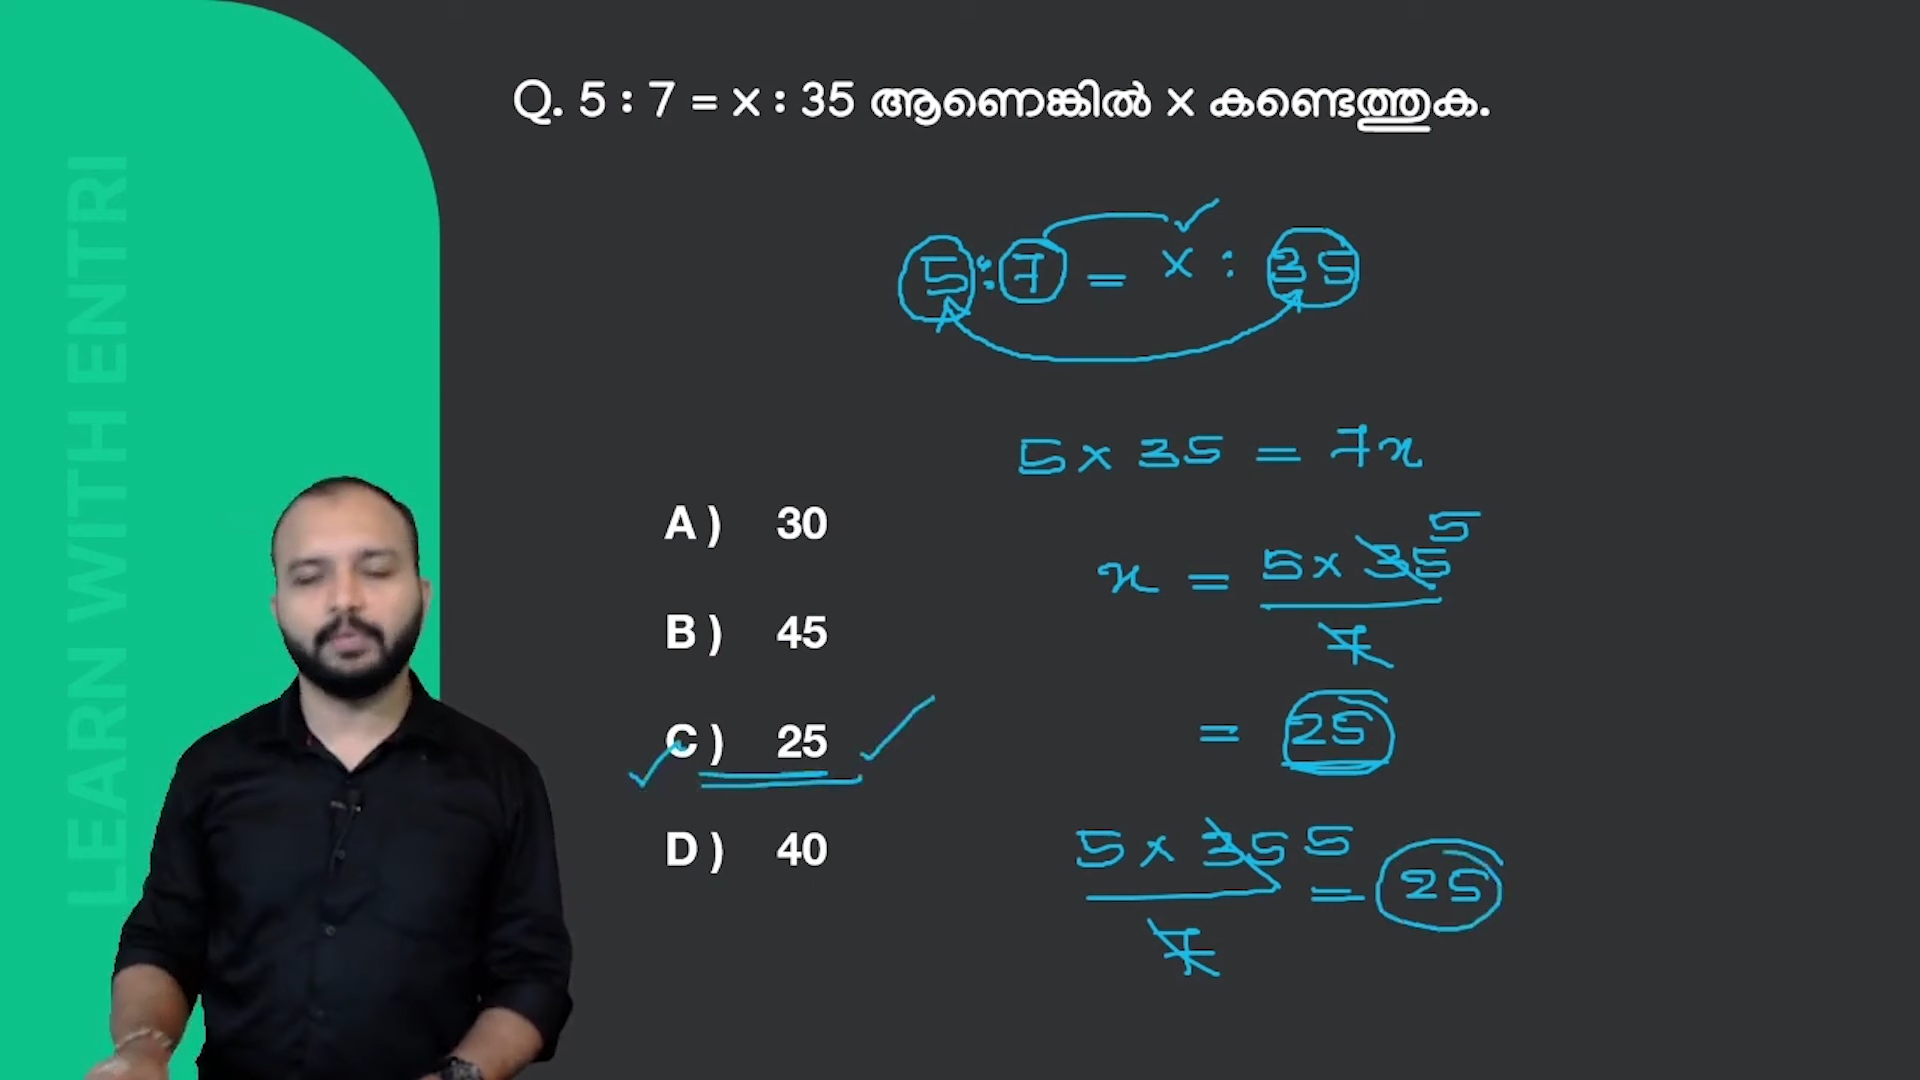 LEARN WITH ENTRI
Q. 5 : 7 = x : 35 ആണെങ്കിൽ x കണ്ടെത്തുക.
5 : 7 = x : 35
5 x 35 = 7x
A ) 30
x = 5 x 35 5
7
B ) 45
C ) 25
= 25
D ) 40
5 x 35 5 = 25
7